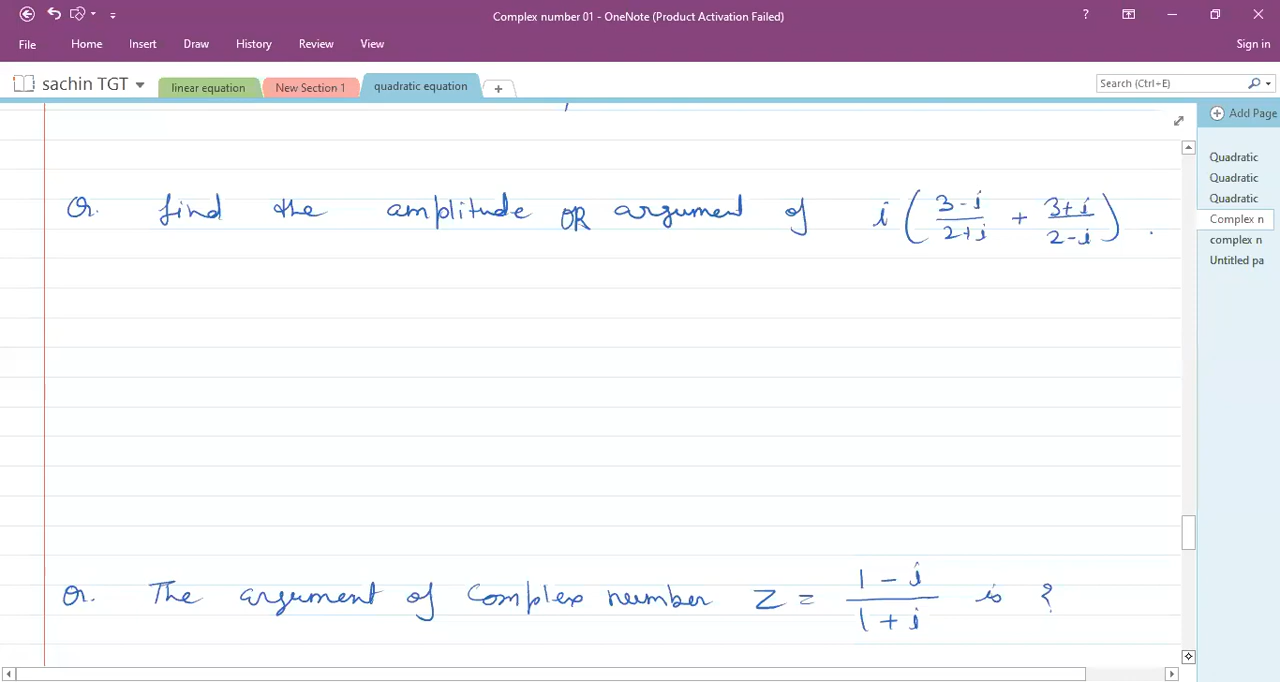 Complex number 01 - OneNote (Product Activation Failed)
?
File Home Insert Draw History Review View Sign in
sachin TGT linear equation New Section 1 quadratic equation + Search (Ctrl+E)
Add Page
Quadratic
Quadratic
Quadratic
Complex n
complex n
Untitled pa
Q. find the amplitude OR argument of i ( (3-i)/(2+i) + (3+i)/(2-i) ) .
Q. The argument of Complex number Z = (1-i)/(1+i) is ?